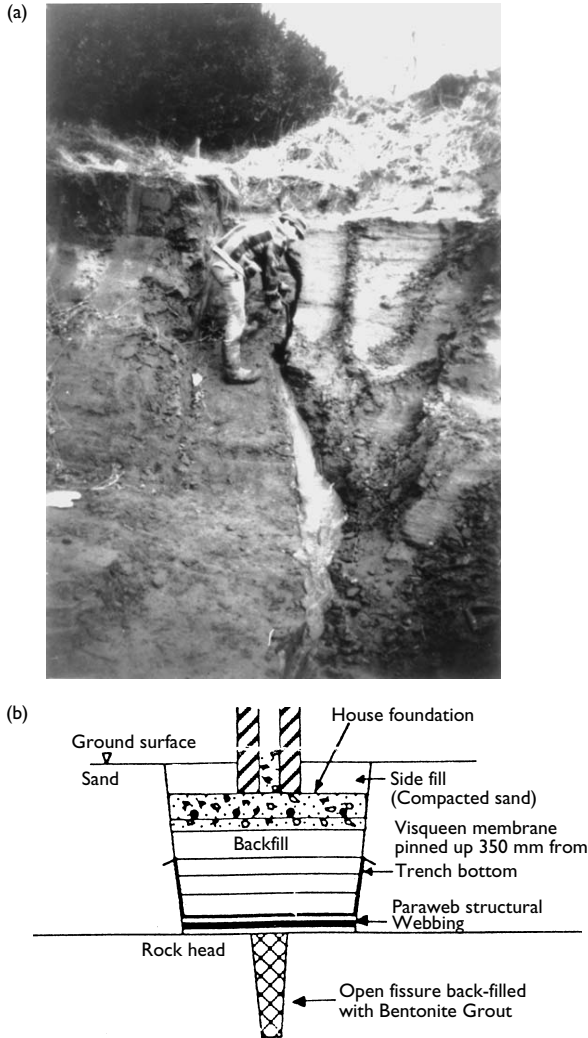 (a)
(b)
House foundation
Ground surface
Sand
Side fill
(Compacted sand)
Visqueen membrane
pinned up 350 mm from
Backfill
Trench bottom
Paraweb structural
Webbing
Rock head
Open fissure back-filled
with Bentonite Grout